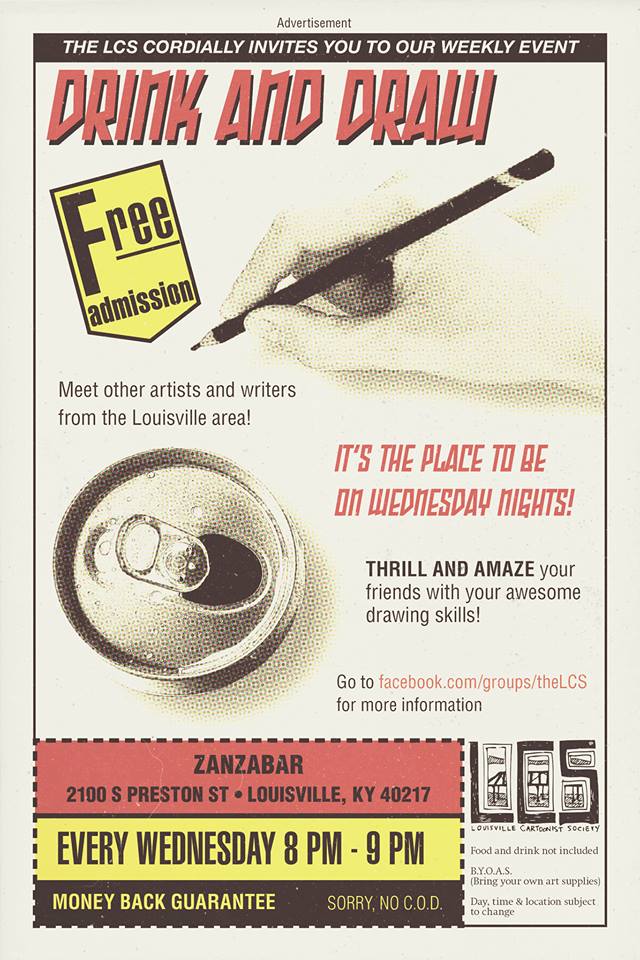 Advertisement
THE LCS CORDIALLY INVITES YOU TO OUR WEEKLY EVENT
DRINK AND DRAW
Free
admission
Meet other artists and writers
from the Louisville area!
IT'S THE PLACE TO BE
ON WEDNESDAY NIGHTS!
THRILL AND AMAZE your
friends with your awesome
drawing skills!
Go to facebook.com/groups/theLCS
for more information
ZANZABAR
2100 S PRESTON ST • LOUISVILLE, KY 40217
EVERY WEDNESDAY 8 PM - 9 PM
MONEY BACK GUARANTEE
SORRY, NO C.O.D.
LCS
LOUISVILLE CARTOONIST SOCIETY
Food and drink not included
B.Y.O.A.S.
(Bring your own art supplies)
Day, time & location subject
to change